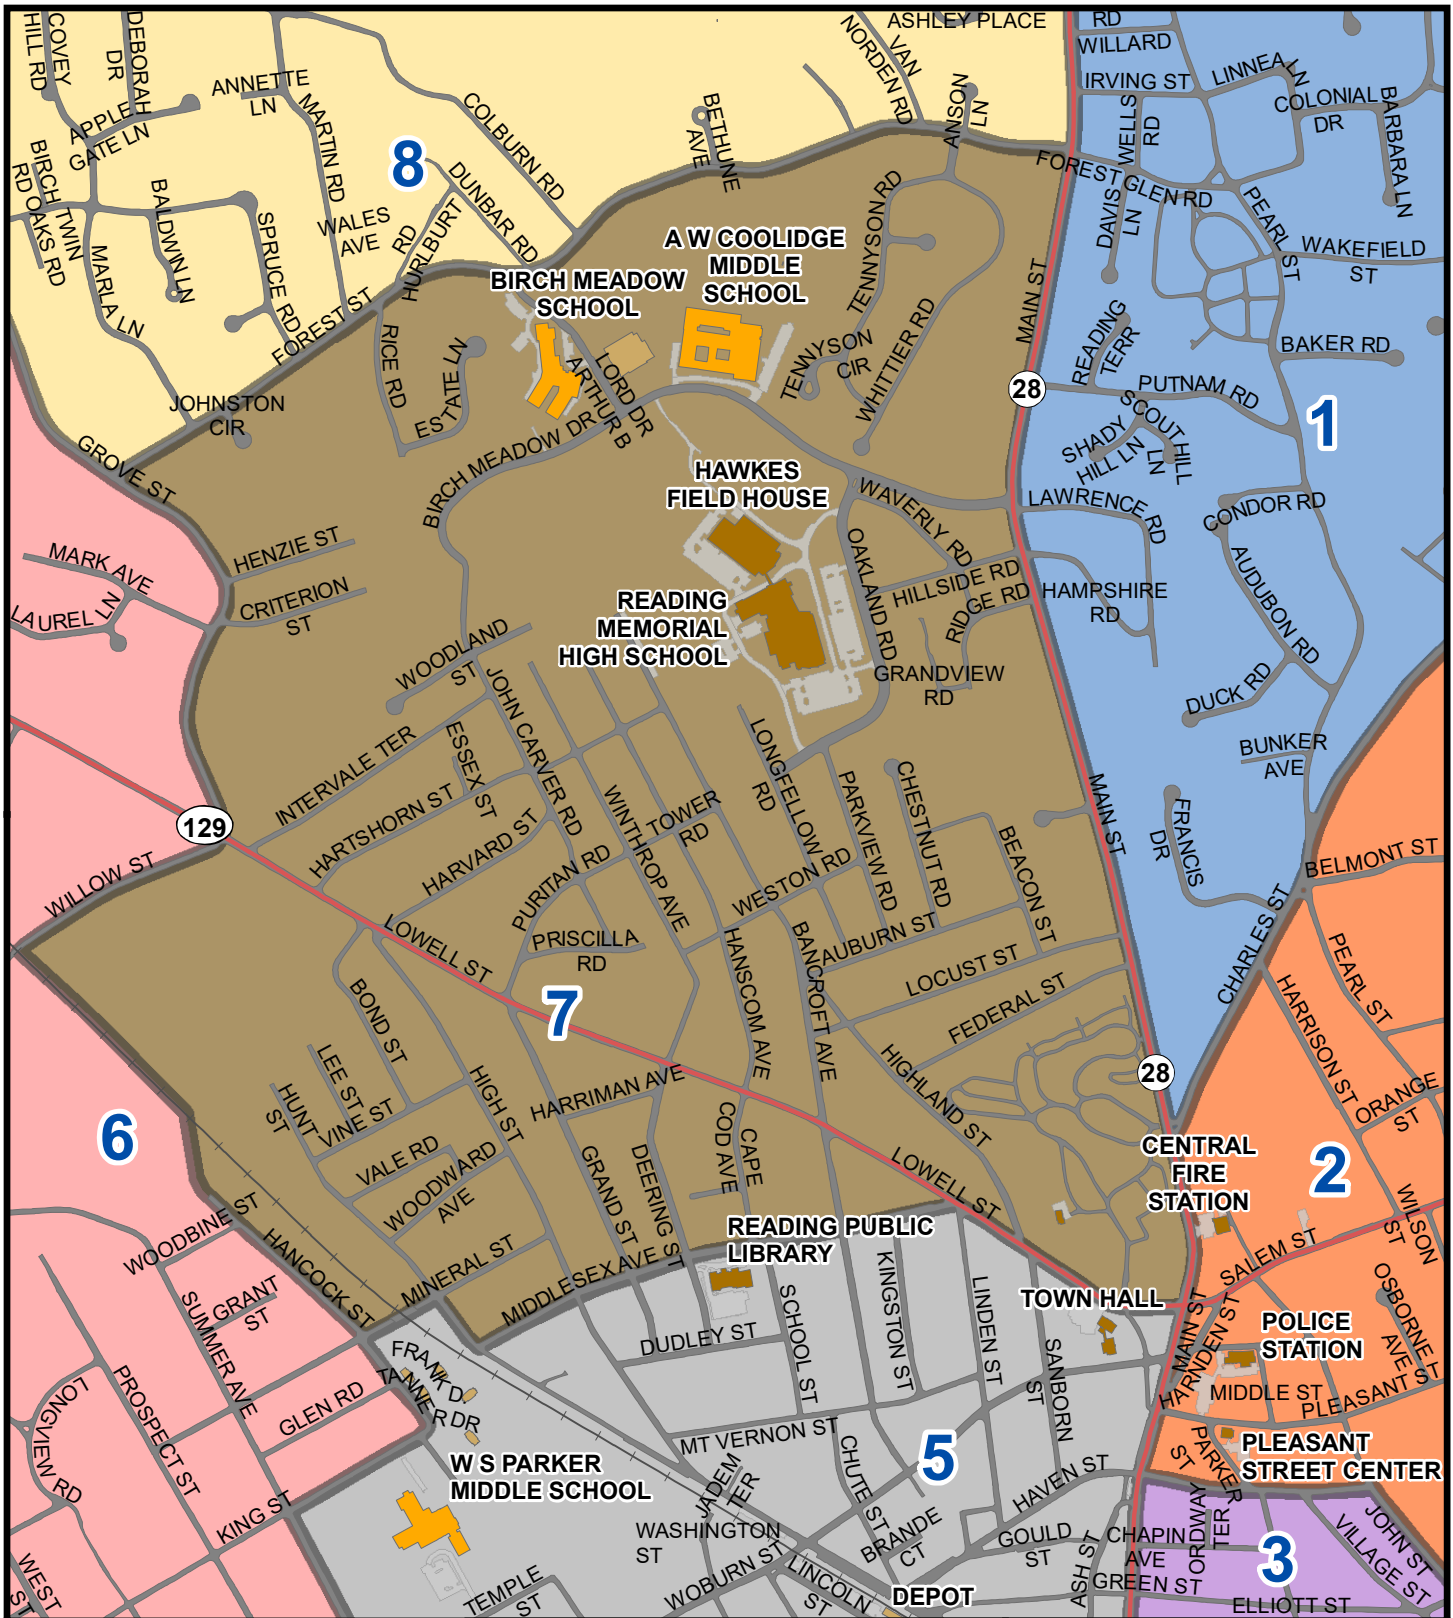 COVEY
HILL RD
DEBORAH
DR
ANNETTE
LN
APPLE
GATE LN
MARTIN RD
COLBURN RD
BETHUNE
AVE
VAN
NORDEN RD
ASHLEY PLACE
ANSON
LN
RD
WILLARD
IRVING ST
LINNEA LN
COLONIAL
DR
BARBARA LN
WELLS
RD
BIRCH TWIN
RD OAKS RD
BALDWIN LN
SPRUCE RD
MARLA LN
WALES
AVE
8
DUNBAR RD
HURLBURT
RD
FOREST ST
FOREST GLEN RD
DAVIS
LN
PEARL ST
WAKEFIELD
ST
BAKER RD
A W COOLIDGE
MIDDLE
SCHOOL
BIRCH MEADOW
SCHOOL
TENNYSON RD
TENNYSON
CIR
WHITTIER RD
MAIN ST
READING
TERR
PUTNAM RD
28
1
SCOUT HILL
LN
SHADY
HILL LN
RICE RD
ESTATE LN
ARTHUR B
LORD DR
JOHNSTON
CIR
GROVE ST
BIRCH MEADOW DR
HAWKES
FIELD HOUSE
WAVERLY RD
LAWRENCE RD
CONDOR RD
HENZIE ST
MARK AVE
LAUREL LN
CRITERION
ST
OAKLAND RD
HILLSIDE RD
RIDGE RD
HAMPSHIRE
RD
AUDUBON RD
READING
MEMORIAL
HIGH SCHOOL
WOODLAND
ST
GRANDVIEW
RD
DUCK RD
BUNKER
AVE
JOHN CARVER RD
INTERVALE TER
ESSEX ST
HARTSHORN ST
HARVARD ST
129
WILLOW ST
WINTHROP AVE
TOWER
RD
LONGFELLOW
RD
PARKVIEW RD
CHESTNUT RD
BEACON ST
MAIN ST
FRANCIS
DR
BELMONT ST
PURITAN RD
WESTON RD
PRISCILLA
RD
LOWELL ST
HANSCOM AVE
BANCROFT AVE
AUBURN ST
LOCUST ST
FEDERAL ST
CHARLES ST
PEARL ST
HARRISON ST
7
BOND ST
LEE ST
HUNT
ST
VINE ST
HIGH ST
HARRIMAN AVE
HIGHLAND ST
28
ORANGE
ST
6
VALE RD
WOODWARD
AVE
GRAND ST
DEERING ST
CAPE
COD AVE
LOWELL ST
CENTRAL
FIRE
STATION
2
WOODBINE ST
HANCOCK ST
MINERAL ST
MIDDLESEX AVE
READING PUBLIC
LIBRARY
SALEM ST
WILSON
ST
GRANT
ST
SUMMER AVE
KINGSTON ST
LINDEN ST
TOWN HALL
MAIN ST
HARNDEN ST
OSBORNE
AVE
POLICE
STATION
DUDLEY ST
SCHOOL ST
SANBORN
ST
MIDDLE ST
PLEASANT ST
FRANK D
TANNER DR
GLEN RD
PROSPECT ST
LONGVIEW RD
MT VERNON ST
5
PARKER
ST
PLEASANT
STREET CENTER
W S PARKER
MIDDLE SCHOOL
JADEM
TER
CHUTE ST
HAVEN ST
KING ST
WASHINGTON
ST
BRANDE
CT
GOULD
ST
ASH ST
CHAPIN
AVE
ORDWAY
TER
JOHN ST
VILLAGE ST
3
WEST
ST
TEMPLE
ST
WOBURN ST
LINCOLN
ST
DEPOT
GREEN ST
ELLIOTT ST